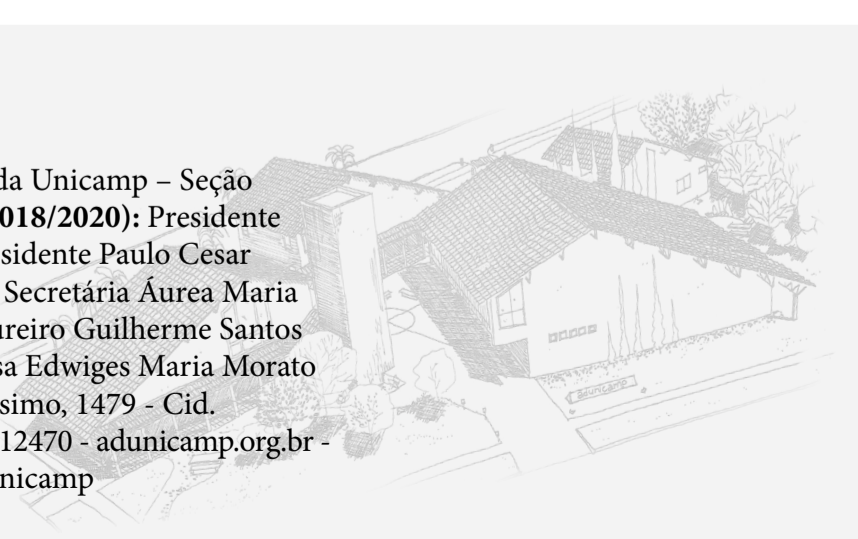 da Unicamp – Seção
018/2020): Presidente
sidente Paulo Cesar
Secretária Áurea Maria
ureiro Guilherme Santos
sa Edwiges Maria Morato
simo, 1479 - Cid.
12470 - adunicamp.org.br -
nicamp
adunicamp